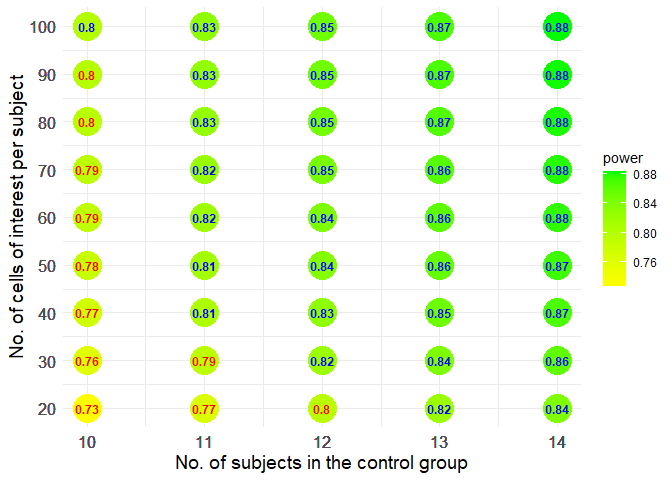 No. of cells of interest per subject
100 0.8 0.83 0.85 0.87 0.88
90 0.8 0.83 0.85 0.87 0.88
80 0.8 0.83 0.85 0.87 0.88
70 0.79 0.82 0.85 0.86 0.88
60 0.79 0.82 0.84 0.86 0.88
50 0.78 0.81 0.84 0.86 0.87
40 0.77 0.81 0.83 0.85 0.87
30 0.76 0.79 0.82 0.84 0.86
20 0.73 0.77 0.8 0.82 0.84
10 11 12 13 14
No. of subjects in the control group
power
0.88
0.84
0.80
0.76